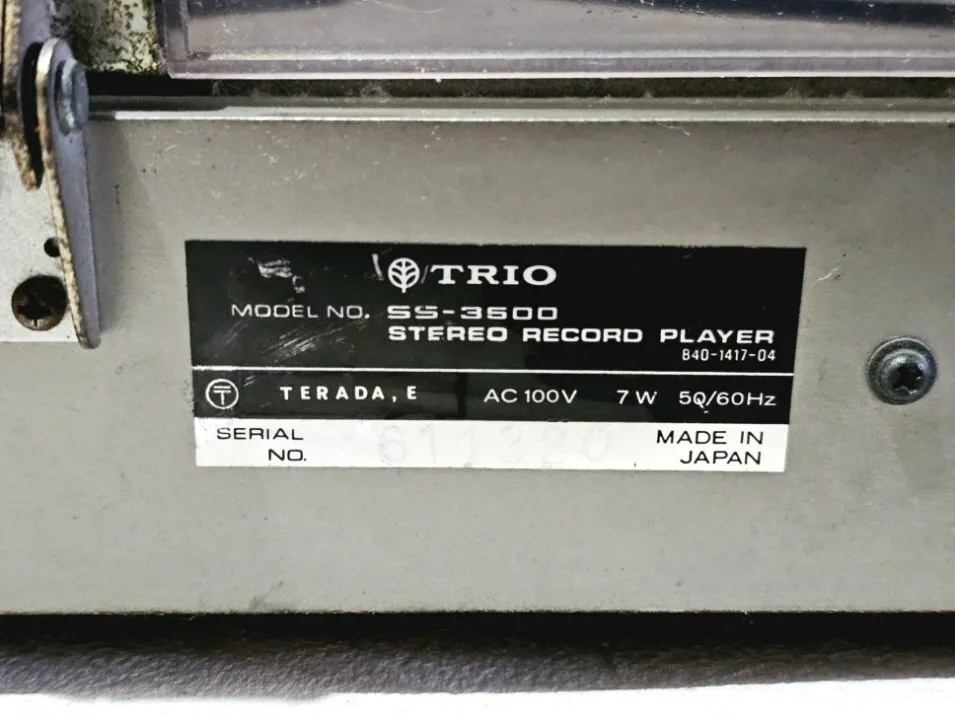 TRIO
MODEL NO. SS-3500
STEREO RECORD PLAYER
B40-1417-04
TERADA, E AC 100V 7W 50/60Hz
SERIAL NO.
MADE IN JAPAN